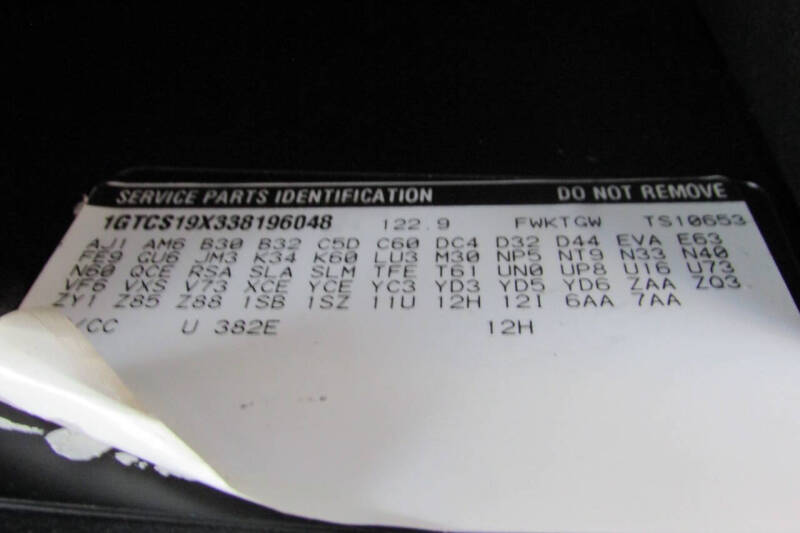 SERVICE PARTS IDENTIFICATION DO NOT REMOVE
1GTCS19X338196048 122.9 FWKTGW TS10653
AJ1 AM6 B30 B32 C5D C60 DC4 D32 D44 EVA E63
FE9 GU6 JM3 K34 K60 LU3 M30 NP5 NT9 N33 N40
N60 QCE RSA SLA SLM TFE T61 UN0 UP8 U16 U73
VF6 VXS V73 XCE YCE YC3 YD3 YD5 YD6 ZAA ZQ3
ZY1 Z85 Z88 1SB 1SZ 11U 12H 12I 6AA 7AA
/CC U 382E 12H